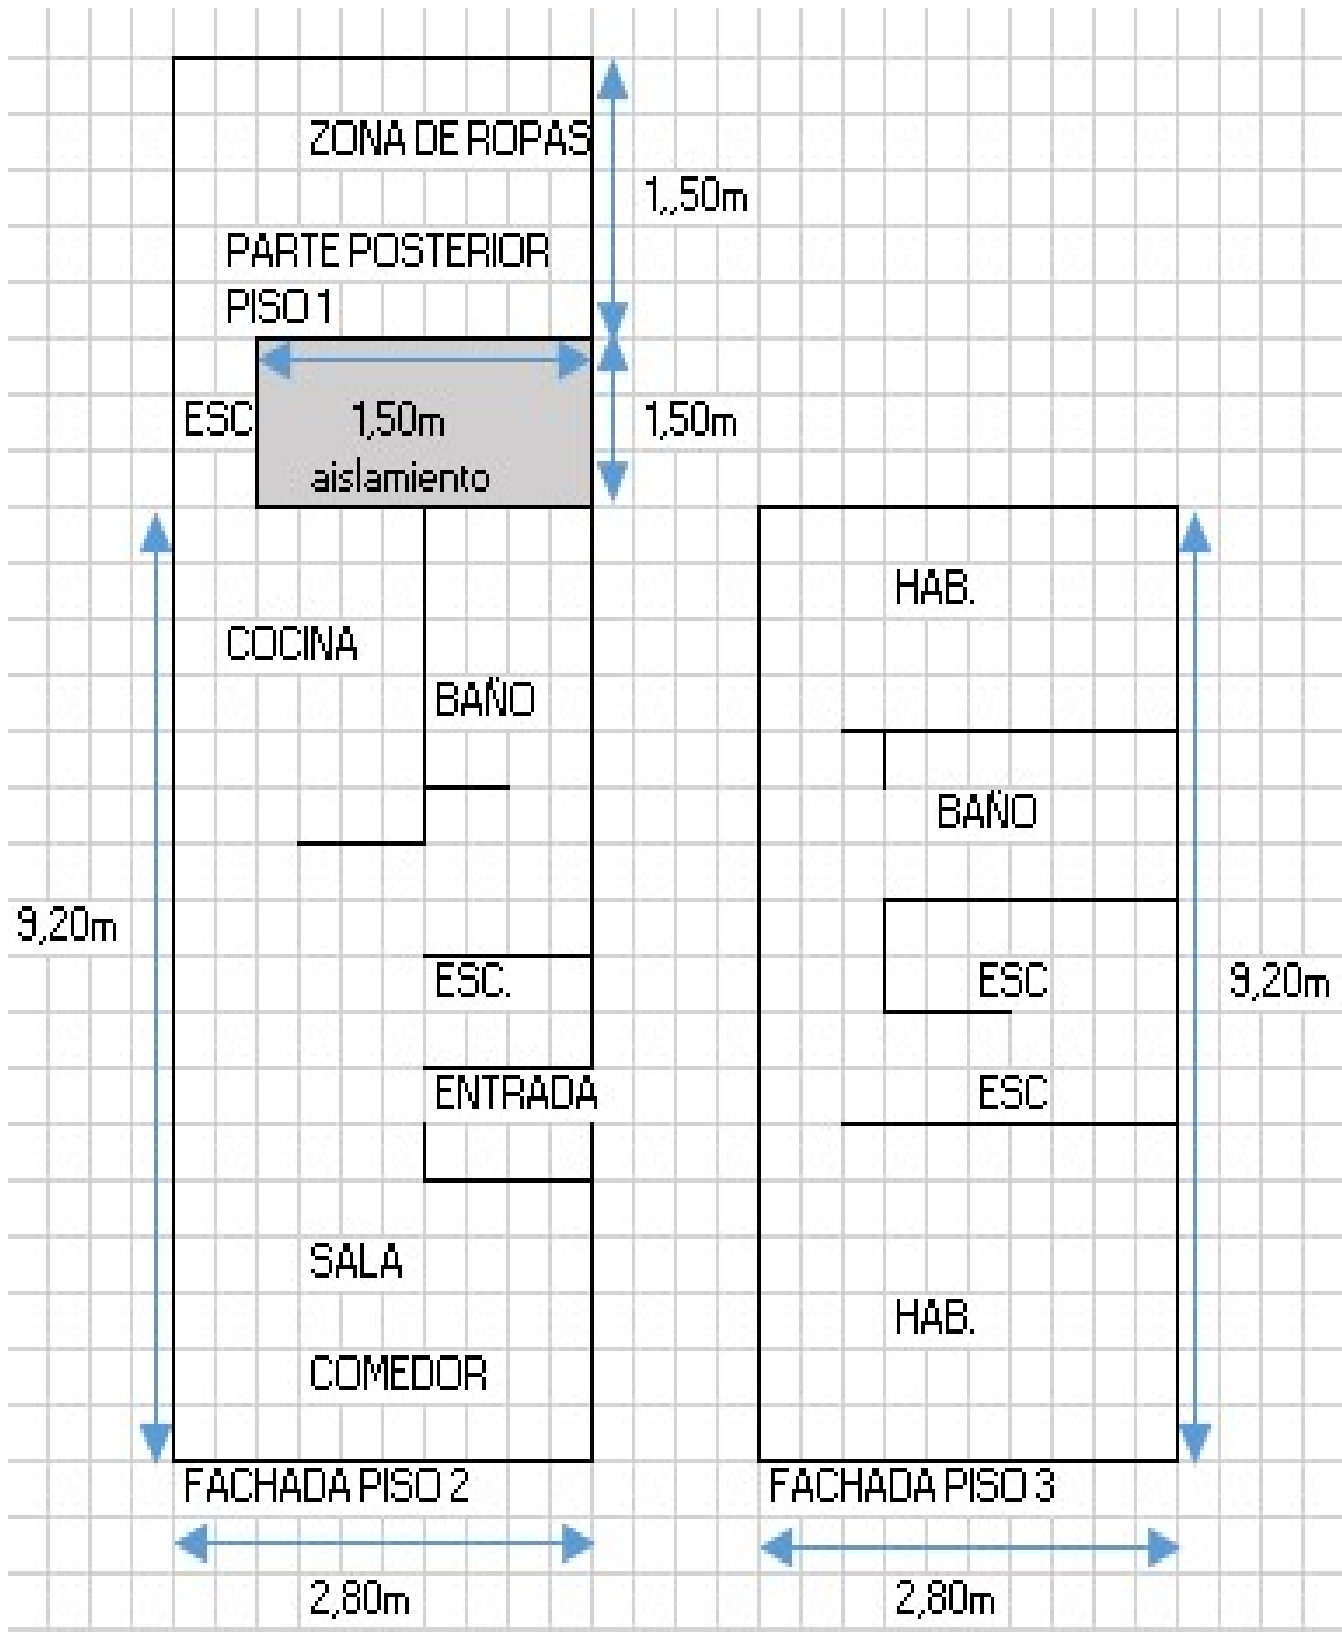 ZONA DE ROPAS
1,,50m
PARTE POSTERIOR
PISO 1
ESC
1,50m
aislamiento
1,50m
COCINA
BAÑO
9,20m
ESC.
ENTRADA
SALA
COMEDOR
FACHADA PISO 2
2,80m
HAB.
BAÑO
ESC
9,20m
ESC
HAB.
FACHADA PISO 3
2,80m